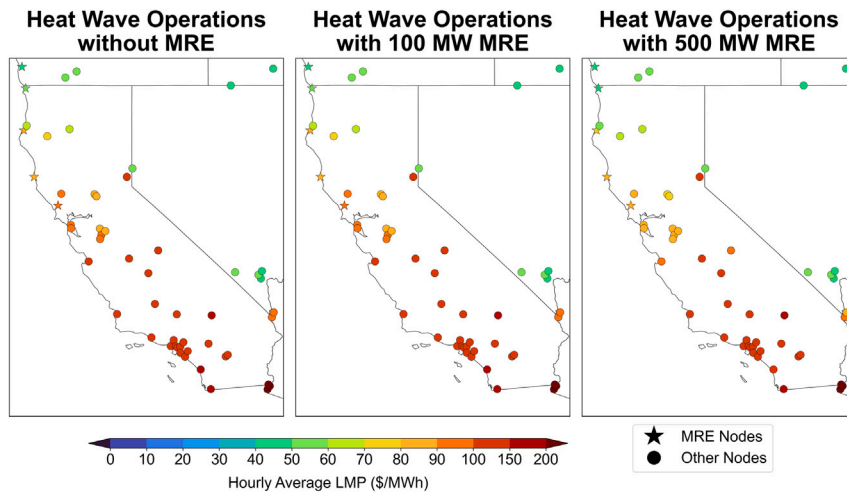 Heat Wave Operations
without MRE
Heat Wave Operations
with 100 MW MRE
Heat Wave Operations
with 500 MW MRE
0 10 20 30 40 50 60 70 80 90 100 150 200
Hourly Average LMP ($/MWh)
MRE Nodes
Other Nodes